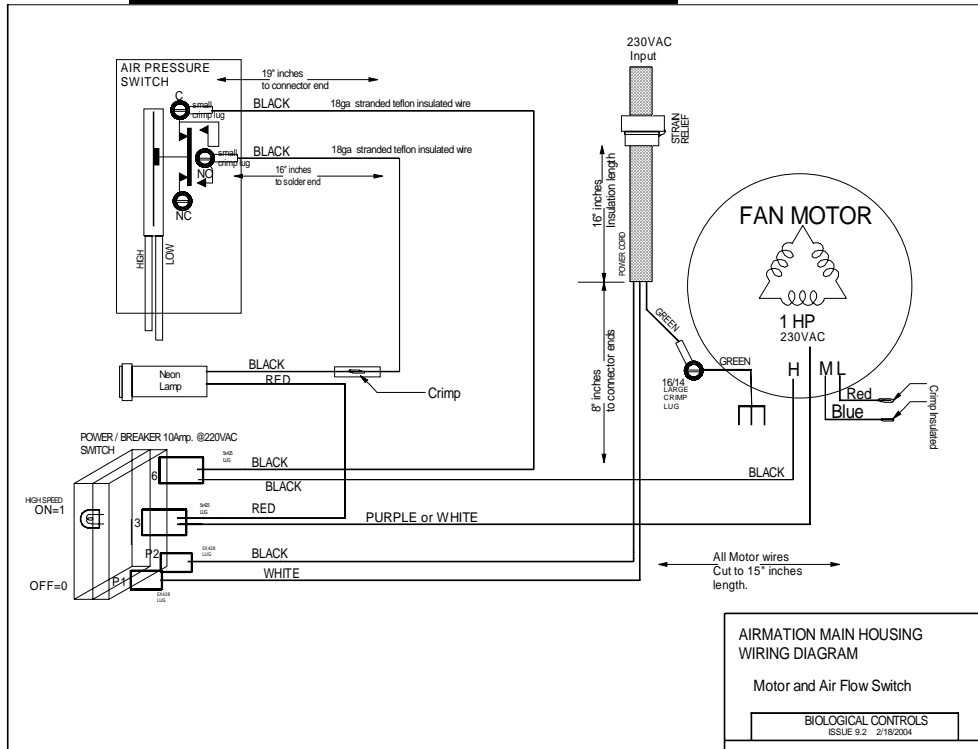 AIR PRESSURE
SWITCH
19" inches
to connector end
C
small
crimp lug
BLACK
18ga stranded teflon insulated wire
small
crimp lug
BLACK
18ga stranded teflon insulated wire
NO
16" inches
to solder end
NC
HIGH
LOW
230VAC
Input
STRAIN
RELIEF
16" inches
Insulation length
POWER CORD
8" inches
to connector ends
GREEN
GREEN
16/14
LARGE
CRIMP
LUG
FAN MOTOR
1 HP
230VAC
H
M
L
Red
Blue
Crimp Insulated
Neon
Lamp
BLACK
RED
Crimp
POWER / BREAKER 10Amp. @220VAC
SWITCH
HIGH SPEED
ON=1
OFF=0
6
BLACK
LUG
BLACK
BLACK
3
RED
LUG
PURPLE or WHITE
P2
BLACK
LUG
P1
WHITE
LUG
All Motor wires
Cut to 15" inches
length.
AIRMATION MAIN HOUSING
WIRING DIAGRAM
Motor and Air Flow Switch
BIOLOGICAL CONTROLS
ISSUE 9.2 2/18/2004